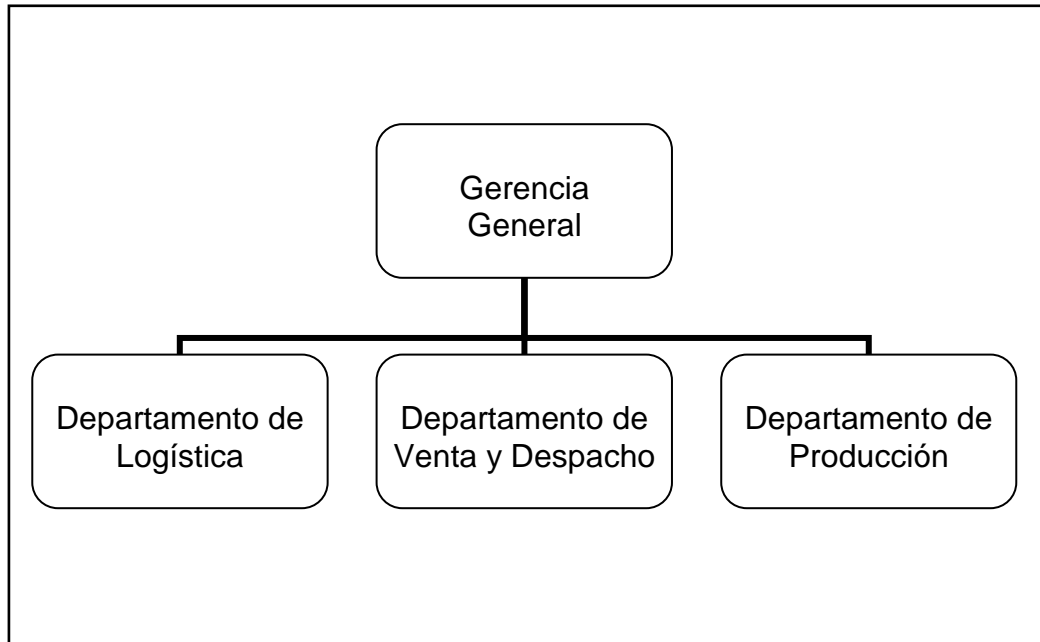 Gerencia
General
Departamento de
Logística
Departamento de
Venta y Despacho
Departamento de
Producción